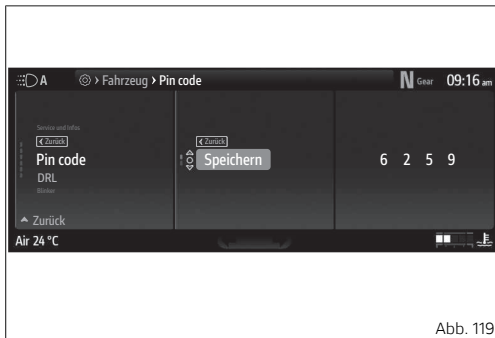 A Fahrzeug Pin code N Gear 09:16 am
Service und Infos
Zurück
Pin code
DRL
Blinker
Zurück
Zurück
Speichern
6 2 5 9
Air 24 °C
Abb. 119